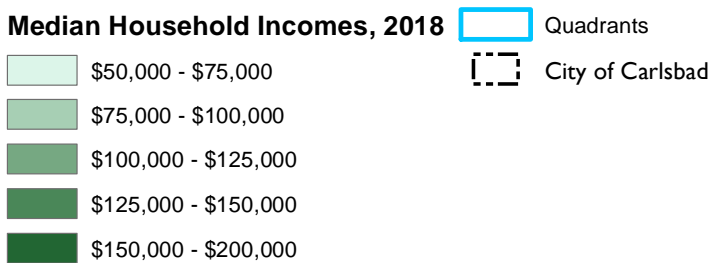 Median Household Incomes, 2018
$50,000 - $75,000
$75,000 - $100,000
$100,000 - $125,000
$125,000 - $150,000
$150,000 - $200,000
Quadrants
City of Carlsbad